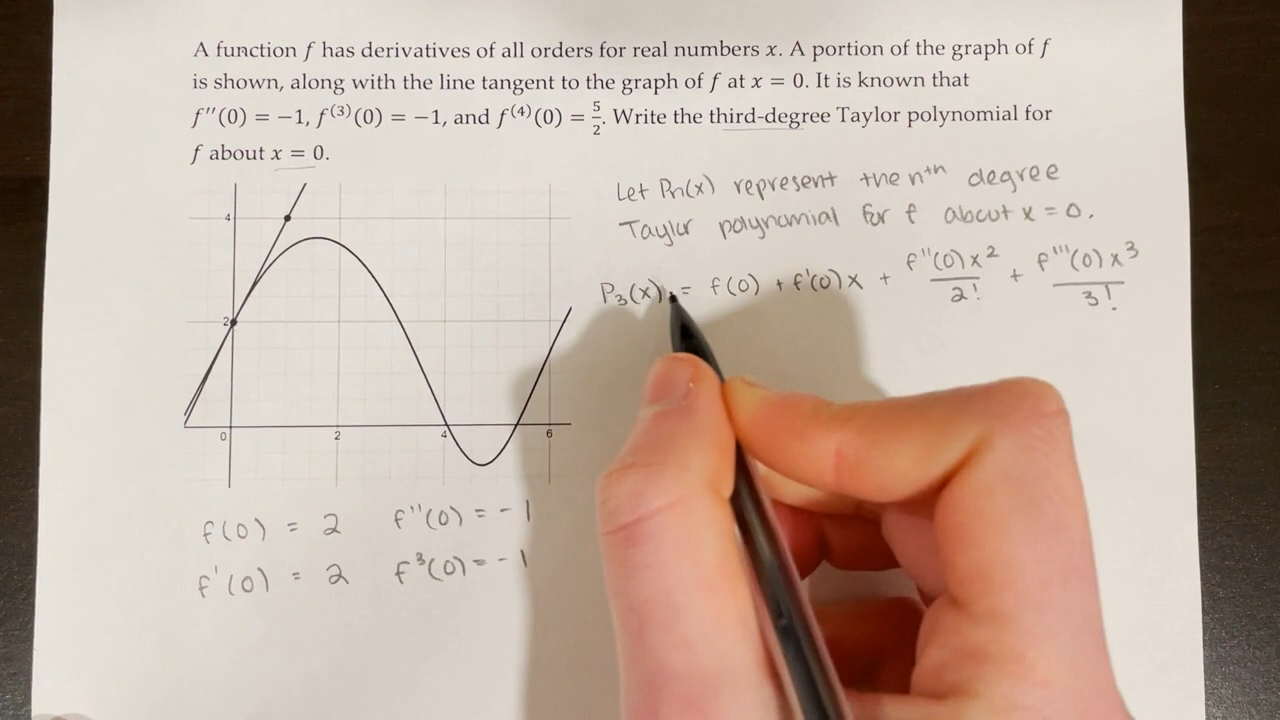 A function f has derivatives of all orders for real numbers x. A portion of the graph of f
is shown, along with the line tangent to the graph of f at x = 0. It is known that
f''(0) = −1, f⁽³⁾(0) = −1, and f⁽⁴⁾(0) = 5/2. Write the third-degree Taylor polynomial for
f about x = 0.
Let Pn(x) represent the nth degree
Taylor polynomial for f about x = 0.
P₃(x) = f(0) + f'(0)x + f''(0)x²/2! + f'''(0)x³/3!
4
2
0 2 4 6
f(0) = 2 f''(0) = -1
f'(0) = 2 f³(0) = -1